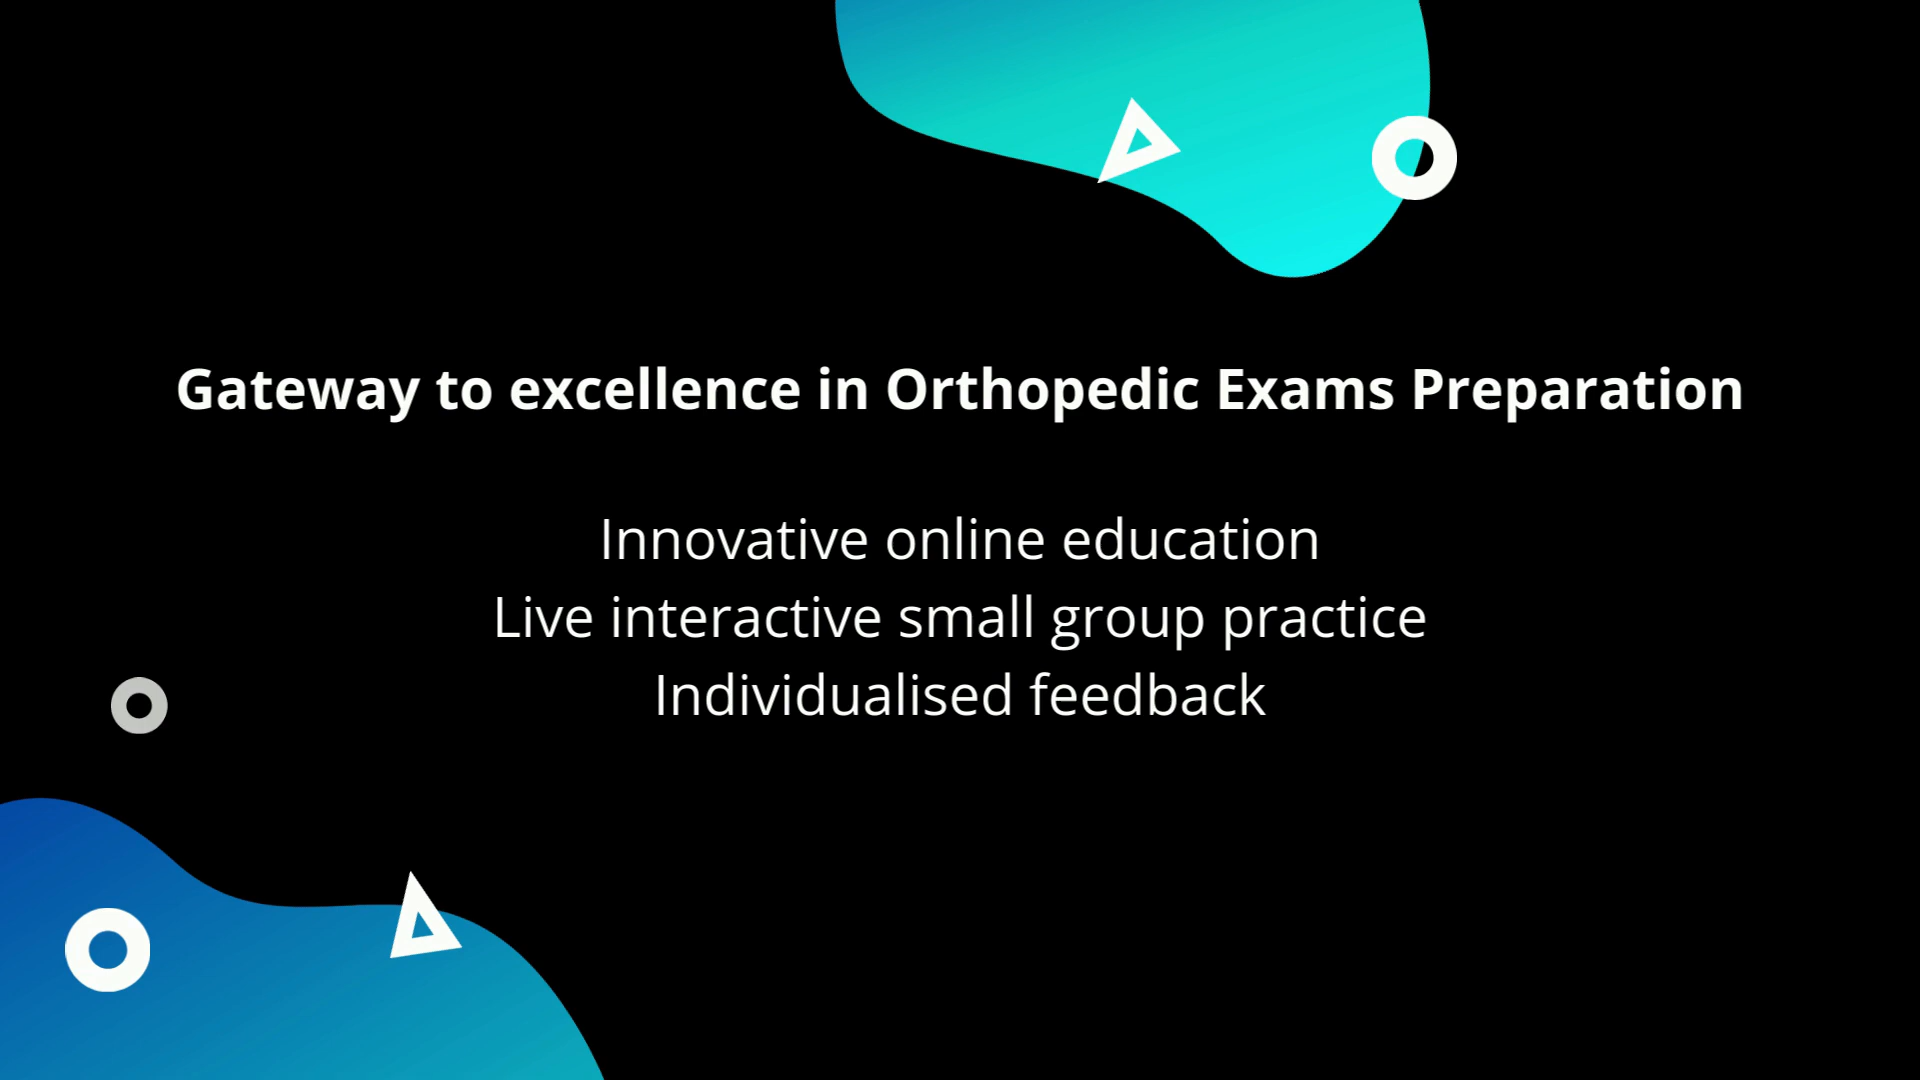 Gateway to excellence in Orthopedic Exams Preparation
Innovative online education
Live interactive small group practice
Individualised feedback